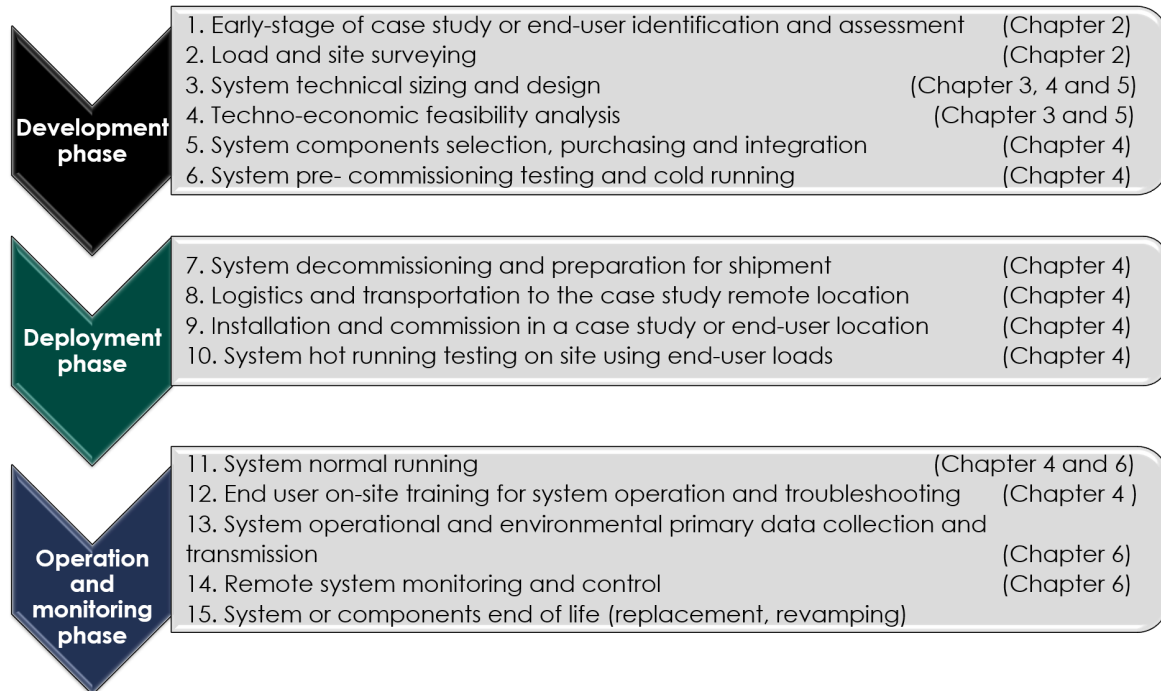 Development
phase
1. Early-stage of case study or end-user identification and assessment (Chapter 2)
2. Load and site surveying (Chapter 2)
3. System technical sizing and design (Chapter 3, 4 and 5)
4. Techno-economic feasibility analysis (Chapter 3 and 5)
5. System components selection, purchasing and integration (Chapter 4)
6. System pre- commissioning testing and cold running (Chapter 4)
Deployment
phase
7. System decommissioning and preparation for shipment (Chapter 4)
8. Logistics and transportation to the case study remote location (Chapter 4)
9. Installation and commission in a case study or end-user location (Chapter 4)
10. System hot running testing on site using end-user loads (Chapter 4)
Operation
and
monitoring
phase
11. System normal running (Chapter 4 and 6)
12. End user on-site training for system operation and troubleshooting (Chapter 4 )
13. System operational and environmental primary data collection and
transmission (Chapter 6)
14. Remote system monitoring and control (Chapter 6)
15. System or components end of life (replacement, revamping)